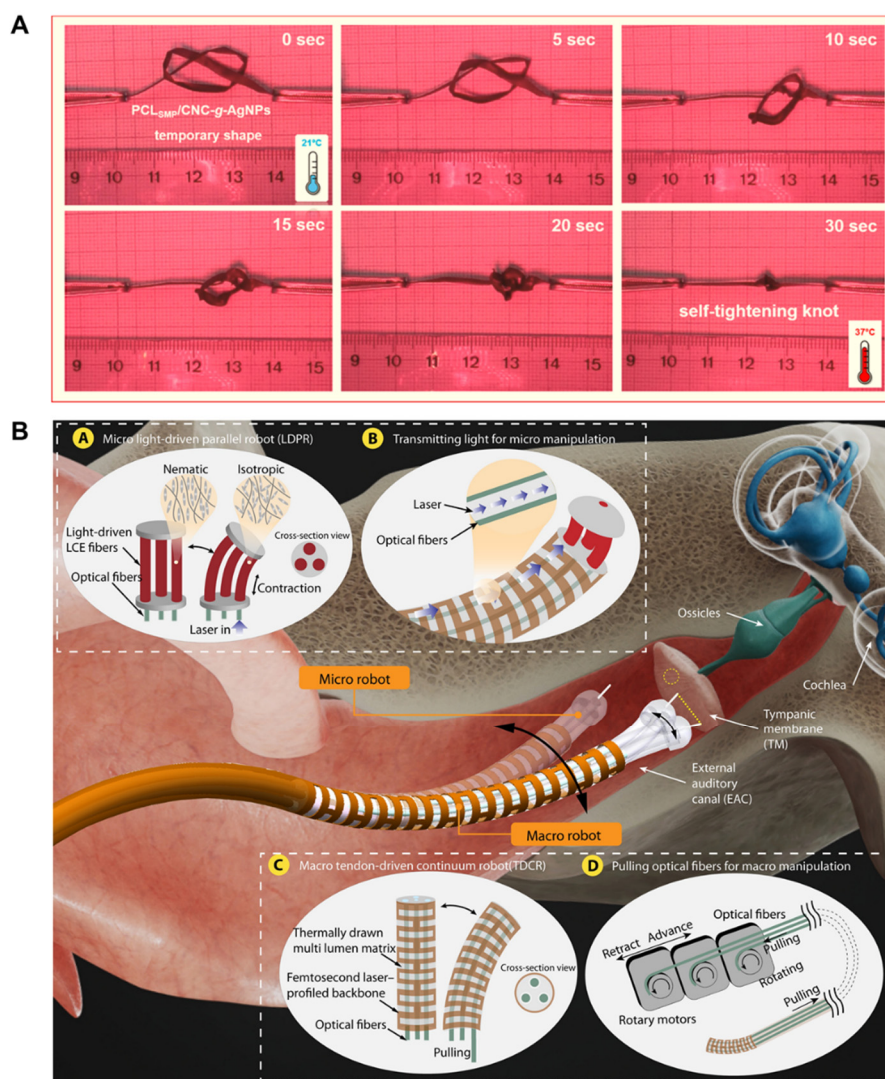 A
0 sec
PCLSMP/CNC-g-AgNPs
temporary shape
21°C
9 10 11 12 13 14 15
5 sec
9 10 11 12 13 14 15
10 sec
9 10 11 12 13 14 15
15 sec
9 10 11 12 13 14 15
20 sec
9 10 11 12 13 14 15
30 sec
self-tightening knot
37°C
9 10 11 12 13 14
B
A Micro light-driven parallel robot (LDPR)
Nematic
Isotropic
Light-driven
LCE fibers
Cross-section view
Optical fibers
Contraction
Laser in
B Transmitting light for micro manipulation
Laser
Optical fibers
Ossicles
Cochlea
Micro robot
Tympanic
membrane
(TM)
External
auditory
canal (EAC)
Macro robot
C Macro tendon-driven continuum robot(TDCR)
Thermally drawn
multi lumen matrix
Femtosecond laser-
profiled backbone
Cross-section view
Optical fibers
Pulling
D Pulling optical fibers for macro manipulation
Optical fibers
Retract Advance
Pulling
Rotating
Rotary motors
Pulling